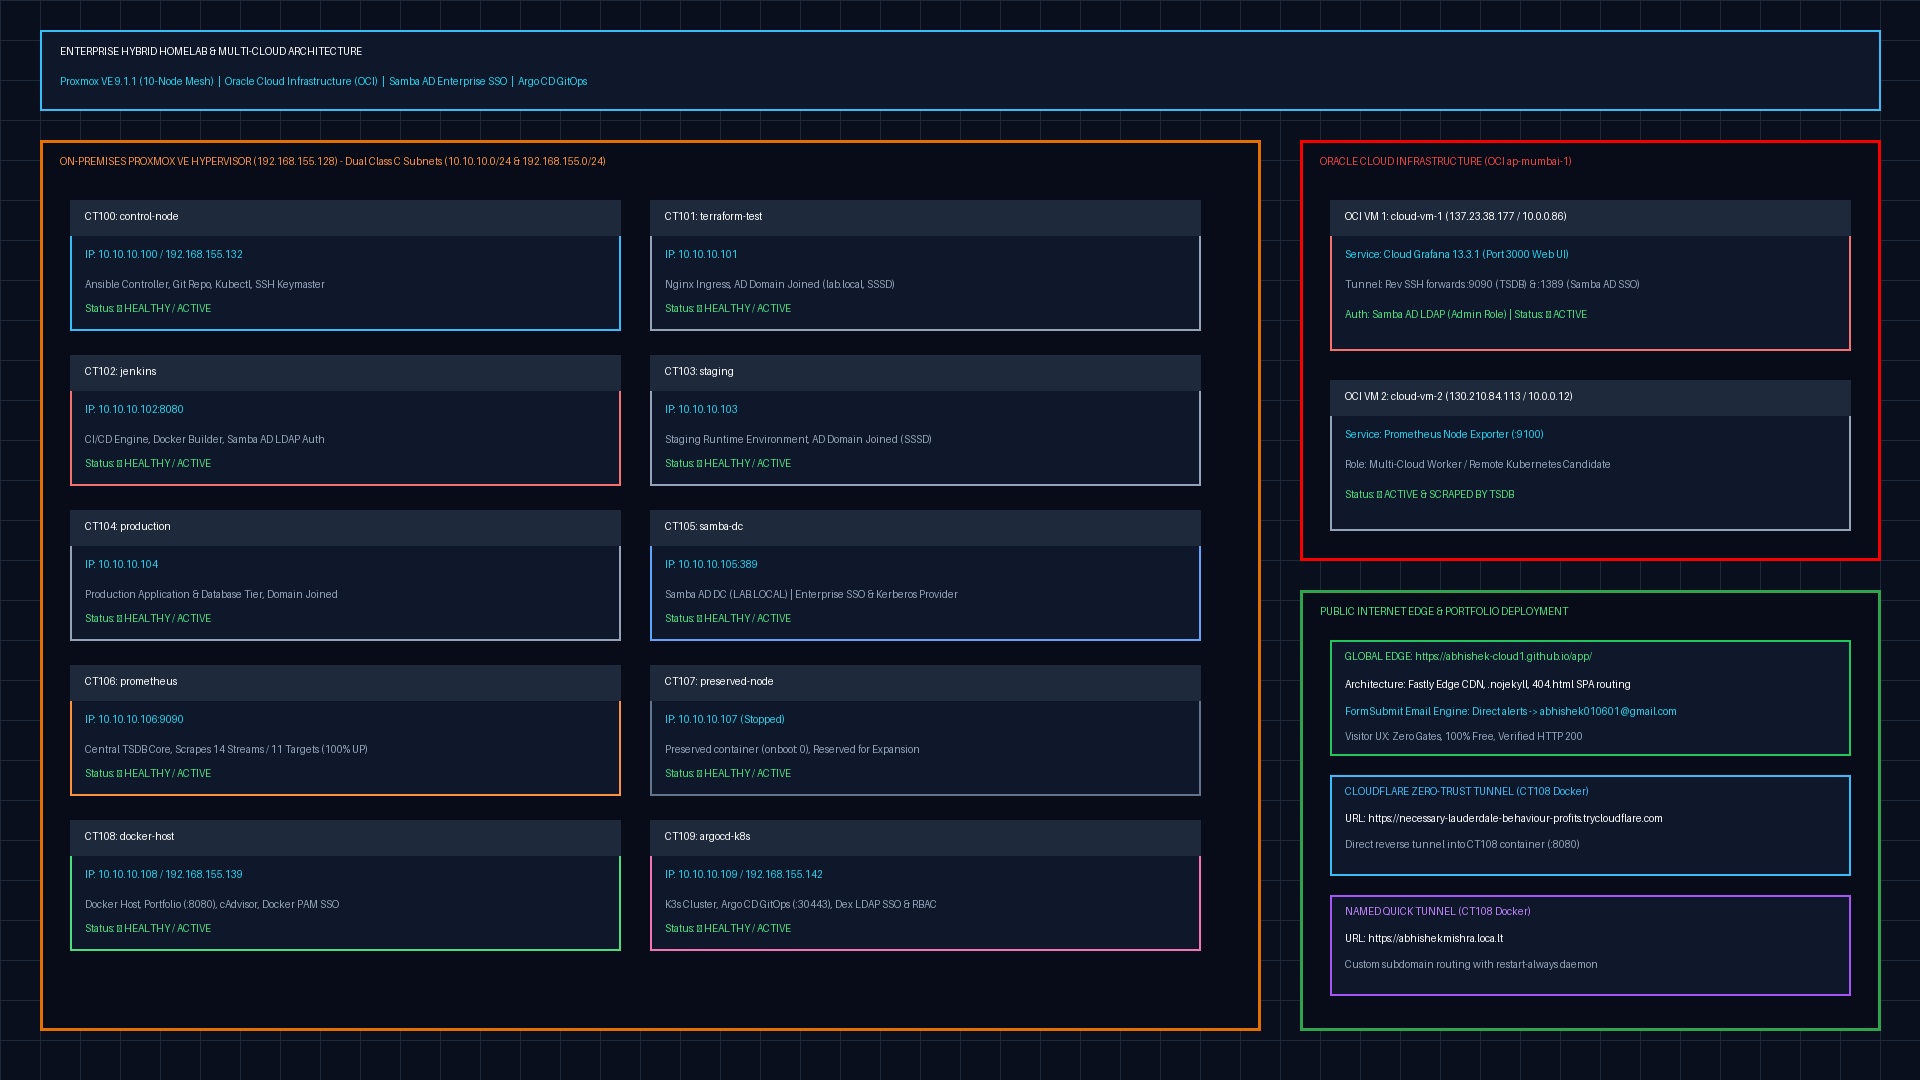 ENTERPRISE HYBRID HOMELAB & MULTI-CLOUD ARCHITECTURE
Proxmox VE 9.1.1 (10-Node Mesh) | Oracle Cloud Infrastructure (OCI) | Samba AD Enterprise SSO | Argo CD GitOps
ON-PREMISES PROXMOX VE HYPERVISOR (192.168.155.128) - Dual Class C Subnets (10.10.10.0/24 & 192.168.155.0/24)
CT100: control-node
IP: 10.10.10.100 / 192.168.155.132
Ansible Controller, Git Repo, Kubectl, SSH Keymaster
Status: HEALTHY / ACTIVE
CT101: terraform-test
IP: 10.10.10.101
Nginx Ingress, AD Domain Joined (lab.local, SSSD)
Status: HEALTHY / ACTIVE
CT102: jenkins
IP: 10.10.10.102:8080
CI/CD Engine, Docker Builder, Samba AD LDAP Auth
Status: HEALTHY / ACTIVE
CT103: staging
IP: 10.10.10.103
Staging Runtime Environment, AD Domain Joined (SSSD)
Status: HEALTHY / ACTIVE
CT104: production
IP: 10.10.10.104
Production Application & Database Tier, Domain Joined
Status: HEALTHY / ACTIVE
CT105: samba-dc
IP: 10.10.10.105:389
Samba AD DC (LAB.LOCAL) | Enterprise SSO & Kerberos Provider
Status: HEALTHY / ACTIVE
CT106: prometheus
IP: 10.10.10.106:9090
Central TSDB Core, Scrapes 14 Streams / 11 Targets (100% UP)
Status: HEALTHY / ACTIVE
CT107: preserved-node
IP: 10.10.10.107 (Stopped)
Preserved container (onboot: 0), Reserved for Expansion
Status: HEALTHY / ACTIVE
CT108: docker-host
IP: 10.10.10.108 / 192.168.155.139
Docker Host, Portfolio (:8080), cAdvisor, Docker PAM SSO
Status: HEALTHY / ACTIVE
CT109: argocd-k8s
IP: 10.10.10.109 / 192.168.155.142
K3s Cluster, Argo CD GitOps (:30443), Dex LDAP SSO & RBAC
Status: HEALTHY / ACTIVE
ORACLE CLOUD INFRASTRUCTURE (OCI ap-mumbai-1)
OCI VM 1: cloud-vm-1 (137.23.38.177 / 10.0.0.86)
Service: Cloud Grafana 13.3.1 (Port 3000 Web UI)
Tunnel: Rev SSH forwards :9090 (TSDB) & :1389 (Samba AD SSO)
Auth: Samba AD LDAP (Admin Role) | Status: ACTIVE
OCI VM 2: cloud-vm-2 (130.210.84.113 / 10.0.0.12)
Service: Prometheus Node Exporter (:9100)
Role: Multi-Cloud Worker / Remote Kubernetes Candidate
Status: ACTIVE & SCRAPED BY TSDB
PUBLIC INTERNET EDGE & PORTFOLIO DEPLOYMENT
GLOBAL EDGE: https://abhishek-cloud1.github.io/app/
Architecture: Fastly Edge CDN, .nojekyll, 404.html SPA routing
FormSubmit Email Engine: Direct alerts -> abhishek010601@gmail.com
Visitor UX: Zero Gates, 100% Free, Verified HTTP 200
CLOUDFLARE ZERO-TRUST TUNNEL (CT108 Docker)
URL: https://necessary-lauderdale-behaviour-profits.trycloudflare.com
Direct reverse tunnel into CT108 container (:8080)
NAMED QUICK TUNNEL (CT108 Docker)
URL: https://abhishekmishra.loca.lt
Custom subdomain routing with restart-always daemon